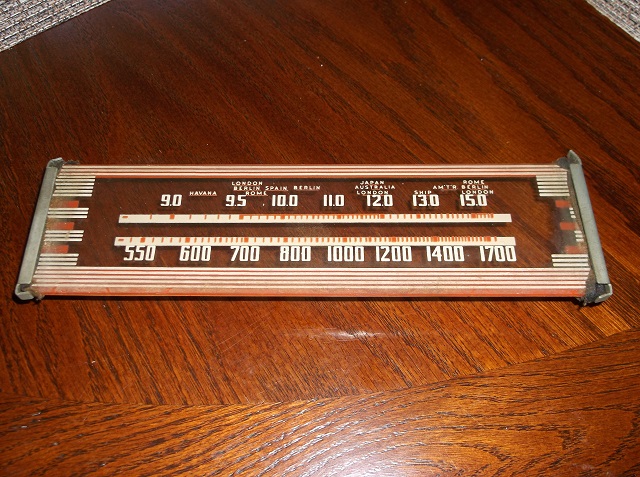 LONDON JAPAN ROME
BERLIN SPAIN BERLIN AUSTRALIA AM'T'R. BERLIN
HAVANA ROME LONDON SHIP LONDON
9.0 9.5 10.0 11.0 12.0 13.0 15.0
550 600 700 800 1000 1200 1400 1700